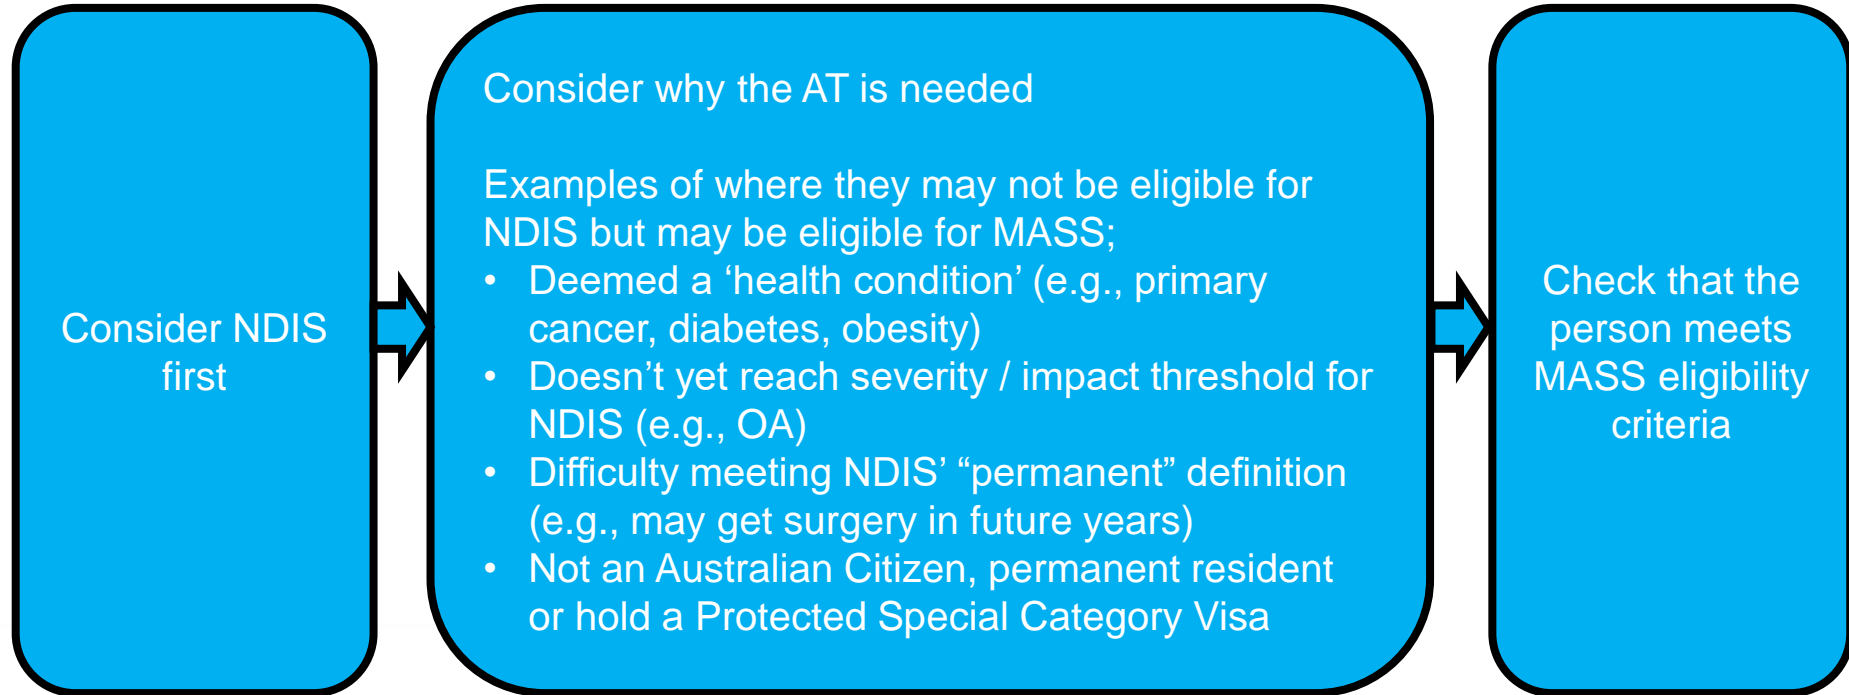 Consider NDIS
first
Consider why the AT is needed
Examples of where they may not be eligible for
NDIS but may be eligible for MASS;
• Deemed a ‘health condition’ (e.g., primary
cancer, diabetes, obesity)
• Doesn’t yet reach severity / impact threshold for
NDIS (e.g., OA)
• Difficulty meeting NDIS’ “permanent” definition
(e.g., may get surgery in future years)
• Not an Australian Citizen, permanent resident
or hold a Protected Special Category Visa
Check that the
person meets
MASS eligibility
criteria